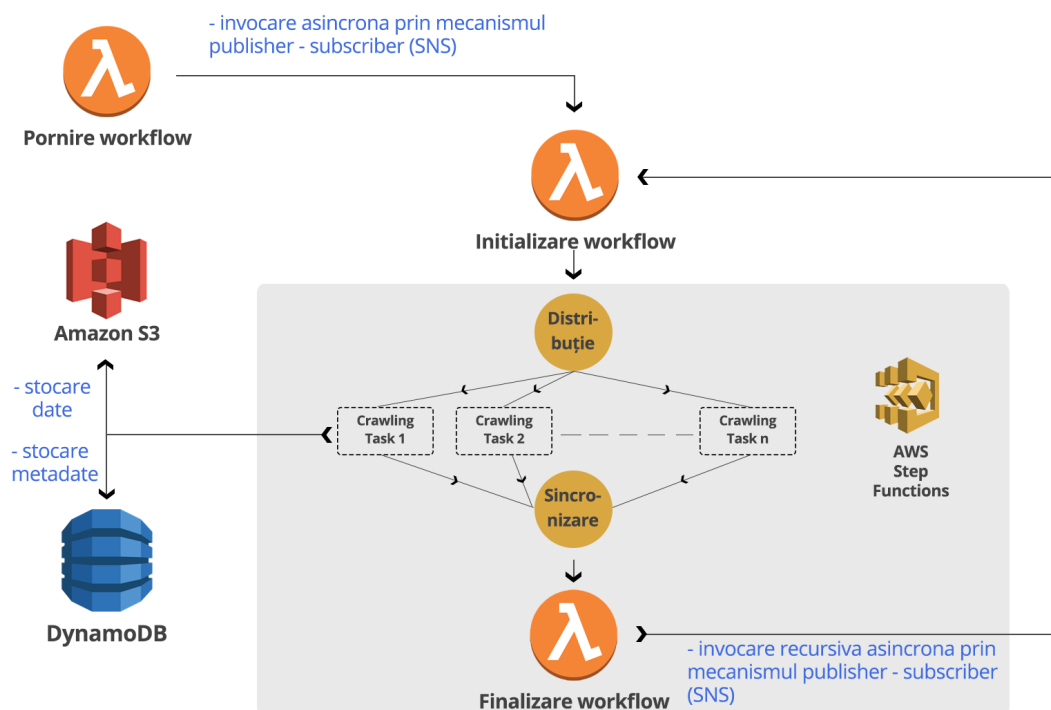 - invocare asincrona prin mecanismul
publisher - subscriber (SNS)
Pornire workflow
Initializare workflow
Amazon S3
- stocare
date
- stocare
metadate
DynamoDB
Distri-
buție
Crawling
Task 1
Crawling
Task 2
Crawling
Task n
AWS
Step
Functions
Sincro-
nizare
Finalizare workflow
- invocare recursiva asincrona prin
mecanismul publisher - subscriber
(SNS)